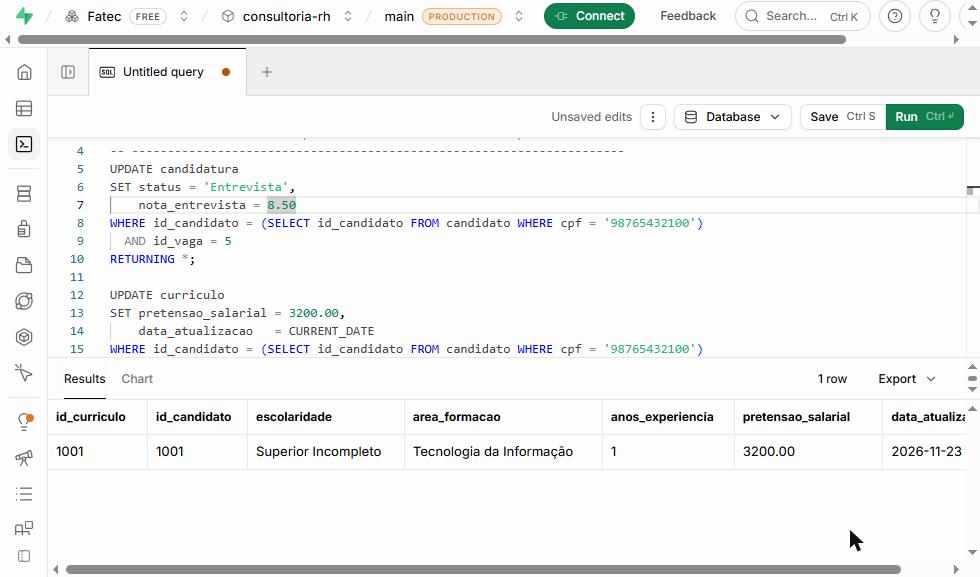 Fatec FREE consultoria-rh main PRODUCTION Connect Feedback Search... Ctrl K
SQL Untitled query
Unsaved edits Database Save Ctrl S Run Ctrl ↵
4 -- ---------------------------------------------------------------------
5 UPDATE candidatura
6 SET status = 'Entrevista',
7 nota_entrevista = 8.50
8 WHERE id_candidato = (SELECT id_candidato FROM candidato WHERE cpf = '98765432100')
9 AND id_vaga = 5
10 RETURNING *;
11
12 UPDATE curriculo
13 SET pretensao_salarial = 3200.00,
14 data_atualizacao = CURRENT_DATE
15 WHERE id_candidato = (SELECT id_candidato FROM candidato WHERE cpf = '98765432100')
Results Chart 1 row Export
id_curriculo id_candidato escolaridade area_formacao anos_experiencia pretensao_salarial data_atualiza
1001 1001 Superior Incompleto Tecnologia da Informação 1 3200.00 2026-11-23